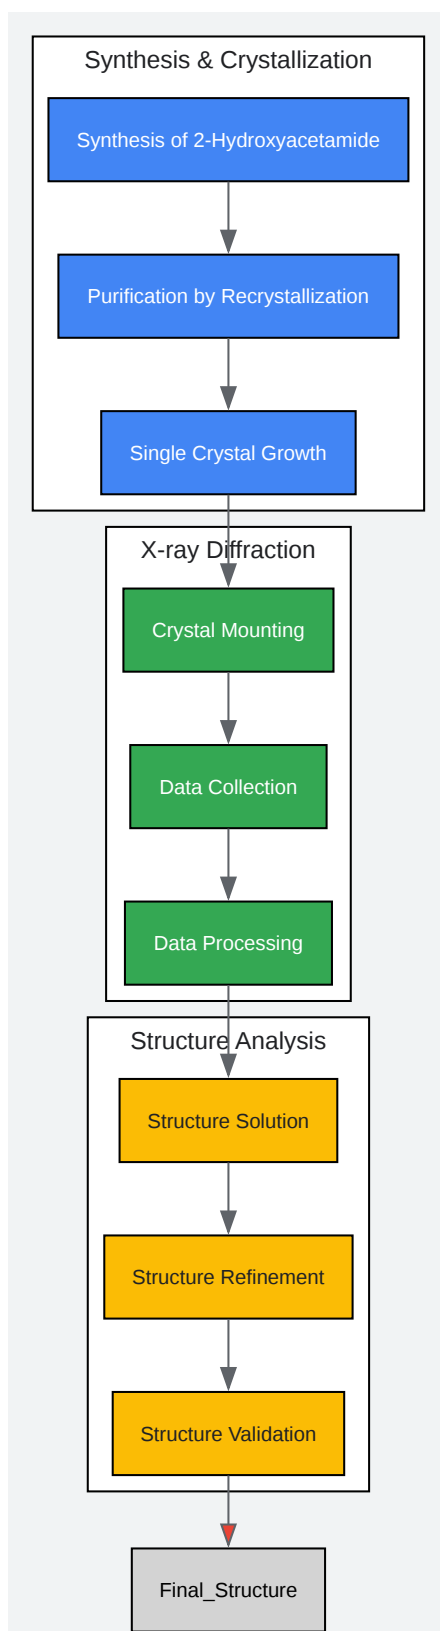 Synthesis & Crystallization
Synthesis of 2-Hydroxyacetamide
Purification by Recrystallization
Single Crystal Growth
X-ray Diffraction
Crystal Mounting
Data Collection
Data Processing
Structure Analysis
Structure Solution
Structure Refinement
Structure Validation
Final_Structure